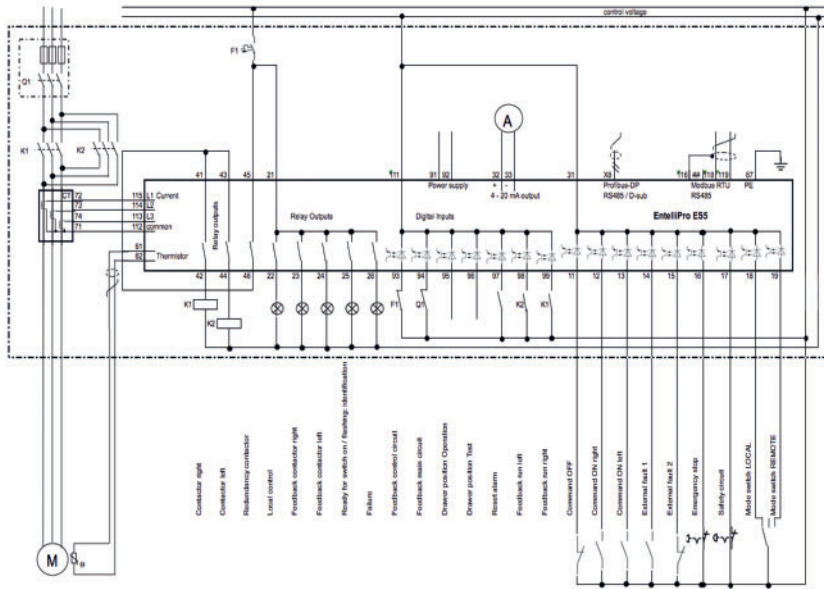 control voltage
F1
Q1
A
K1
K2
41
43
45
21
11
91
92
32
33
31
X8
67
CT
72
73
74
71
115
114
113
112
L1 Current
L2
L3
common
Relay outputs
Relay Outputs
Power supply
+ -
4 - 20 mA output
Digital Inputs
Profibus-DP
RS485 / D-sub
Modbus RTU
RS485
PE
EntelliPro ES5
61
62
Thermistor
42
44
46
22
23
24
25
26
93
94
95
96
97
98
99
11
12
13
14
15
16
17
18
19
K1
K2
F1
Q1
K2
K1
Contactor right
Contactor left
Redundancy contactor
Local control
Feedback contactor right
Feedback contactor left
Ready for switch on / flashing: identification
Failure
Feedback control circuit
Feedback main circuit
Drawer position Operation
Drawer position Test
Reset alarm
Feedback run left
Feedback run right
Command OFF
Command ON right
Command ON left
External fault 1
External fault 2
Emergency stop
Safety circuit
Mode switch LOCAL
Mode switch REMOTE
M